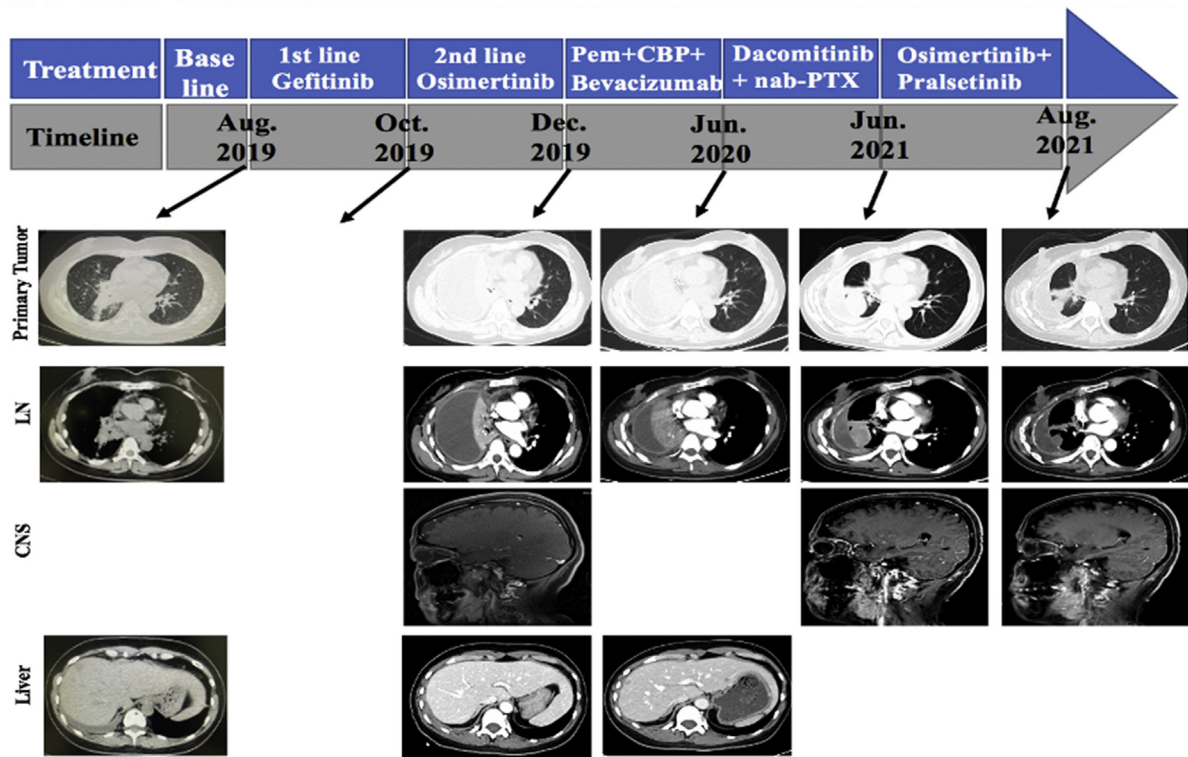 Treatment
Base
line
1st line
Gefitinib
2nd line
Osimertinib
Pem+CBP+
Bevacizumab
Dacomitinib
+ nab-PTX
Osimertinib+
Pralsetinib
Timeline
Aug.
2019
Oct.
2019
Dec.
2019
Jun.
2020
Jun.
2021
Aug.
2021
Primary Tumor
LN
CNS
Liver